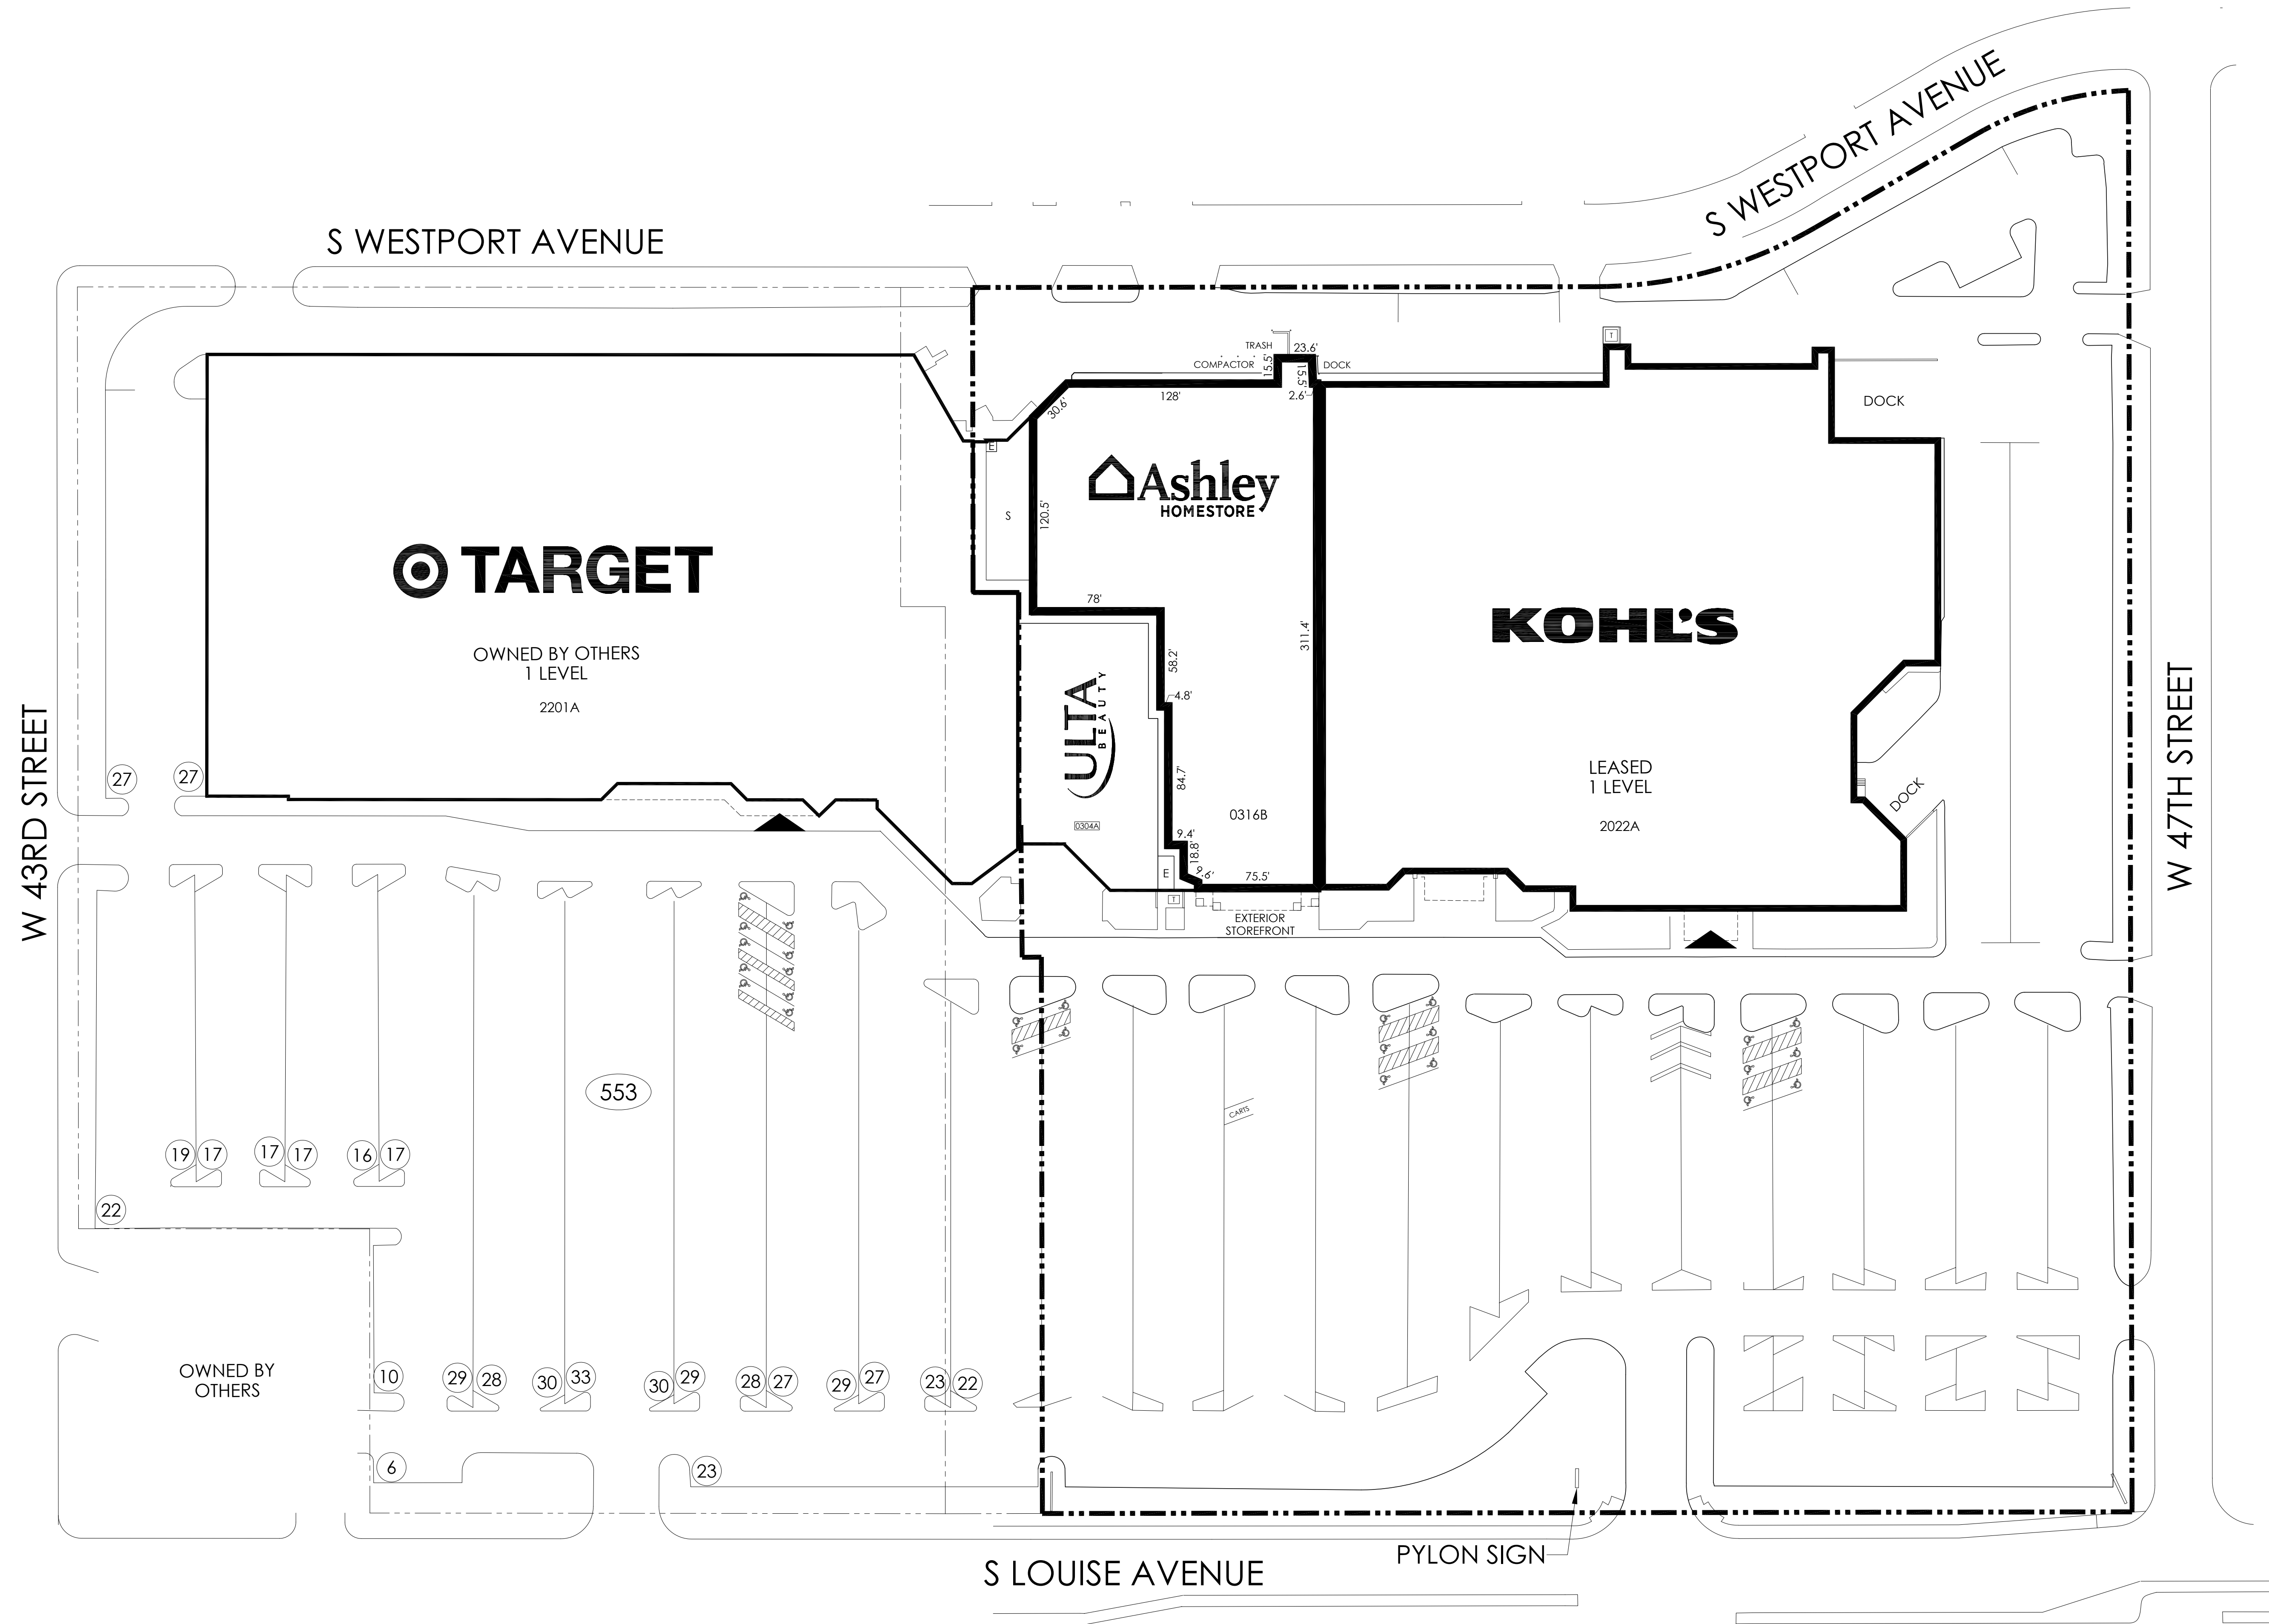 S WESTPORT AVENUE
S WESTPORT AVENUE
TRASH
COMPACTOR
15.5'
23.6'
15.5'
DOCK
2.6'
T
128'
30.6'
DOCK
E
S
120.5'
Ashley
HOMESTORE
TARGET
OWNED BY OTHERS
1 LEVEL
2201A
78'
58.2'
4.8'
311.4'
KOHL'S
ULTA
BEAUTY
84.7'
0304A
0316B
LEASED
1 LEVEL
2022A
DOCK
W 43RD STREET
W 47TH STREET
27
27
9.4'
18.8'
9.6'
75.5'
E
T
EXTERIOR
STOREFRONT
553
CARTS
19
17
17
17
16
17
22
OWNED BY
OTHERS
10
29
28
30
33
30
29
28
27
29
27
23
22
6
23
PYLON SIGN
S LOUISE AVENUE